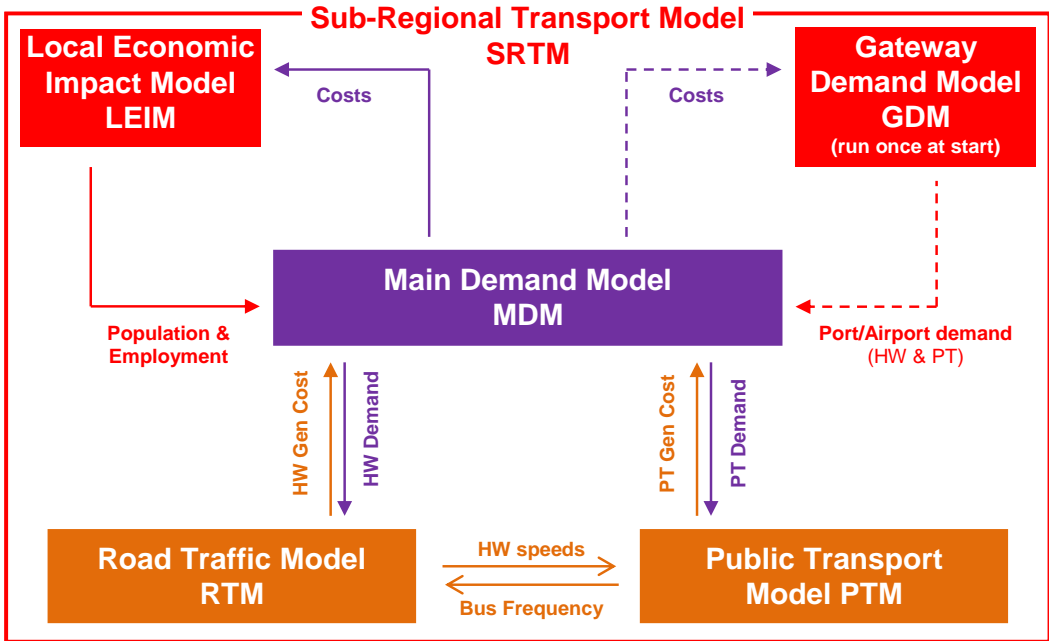 Sub-Regional Transport Model
SRTM
Local Economic
Impact Model
LEIM
Costs
Costs
Gateway
Demand Model
GDM
(run once at start)
Main Demand Model
MDM
Population &
Employment
Port/Airport demand
(HW & PT)
HW Gen Cost
HW Demand
PT Gen Cost
PT Demand
Road Traffic Model
RTM
HW speeds
Bus Frequency
Public Transport
Model PTM